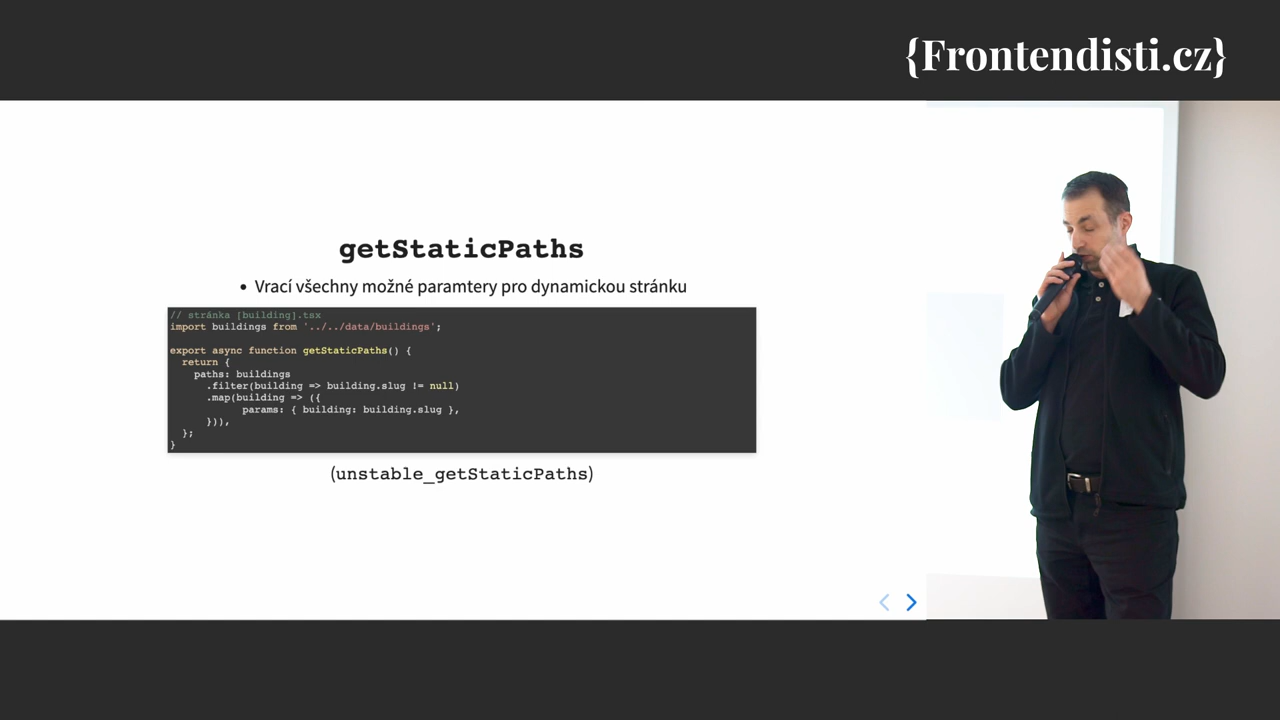 {Frontendisti.cz}
getStaticPaths
• Vrací všechny možné paramtery pro dynamickou stránku
// stránka [building].tsx
import buildings from '../../data/buildings';
export async function getStaticPaths() {
  return {
    paths: buildings
      .filter(building => building.slug != null)
      .map(building => ({
            params: { building: building.slug },
      })),
  };
}
(unstable_getStaticPaths)